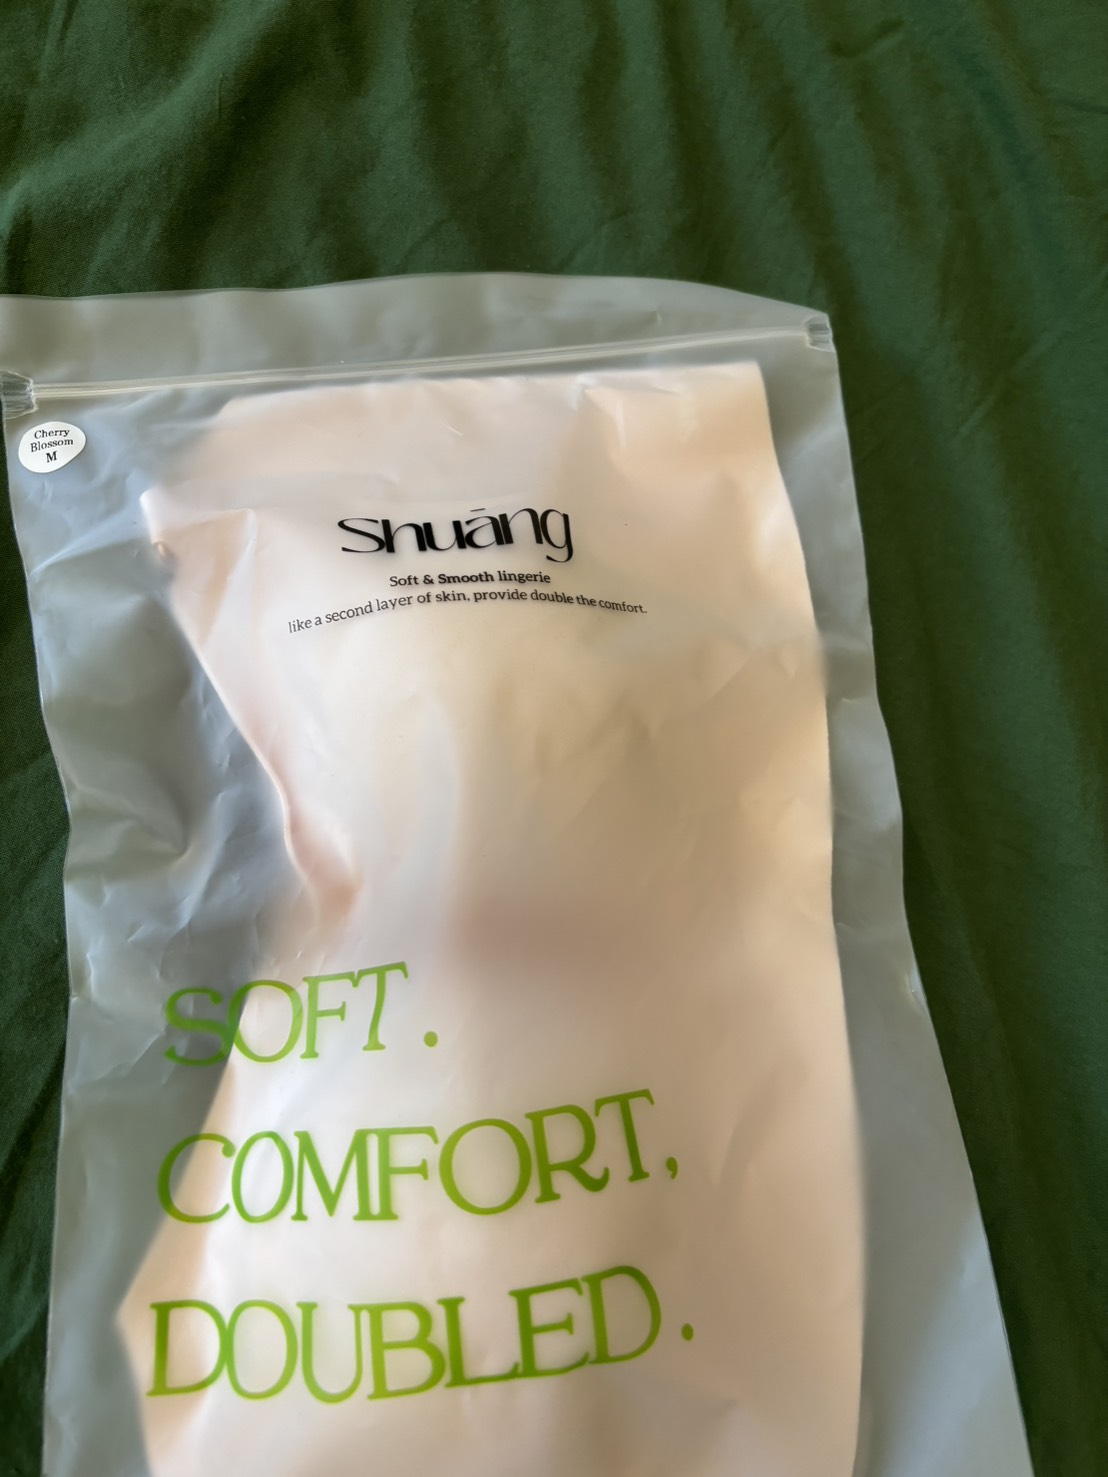 Cherry
Blossom
M
Shuāng
Soft & Smooth lingerie
like a second layer of skin, provide double the comfort.
SOFT.
COMFORT,
DOUBLED.